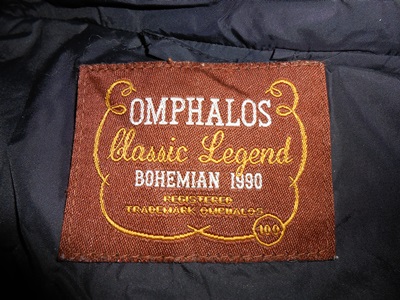 OMPHALOS
Classic Legend
BOHEMIAN 1990
REGISTERED
TRADEMARK OMPHALOS
100